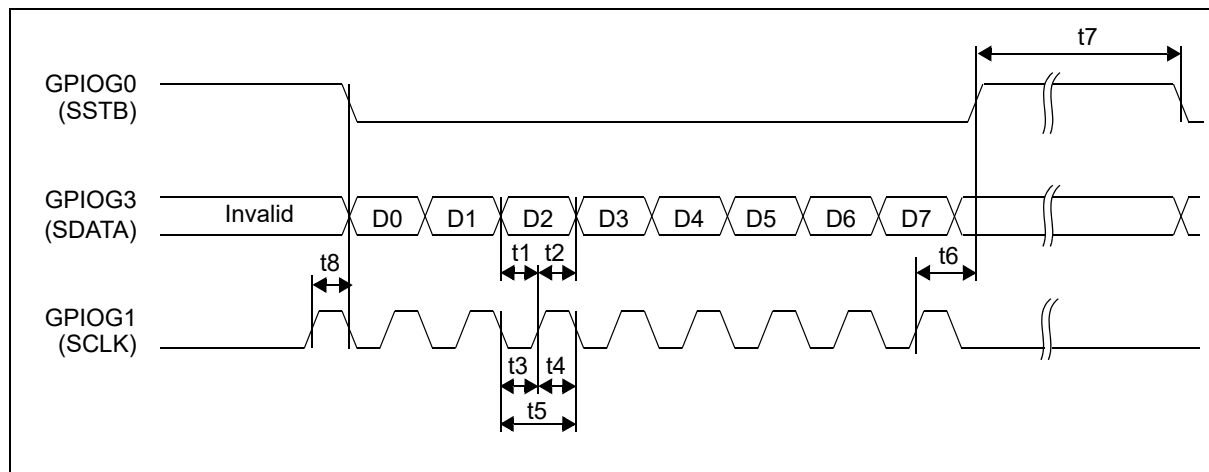 t7
GPIOG0
(SSTB)
GPIOG3
(SDATA)
Invalid
D0
D1
D2
D3
D4
D5
D6
D7
t1
t2
t6
t8
GPIOG1
(SCLK)
t3
t4
t5